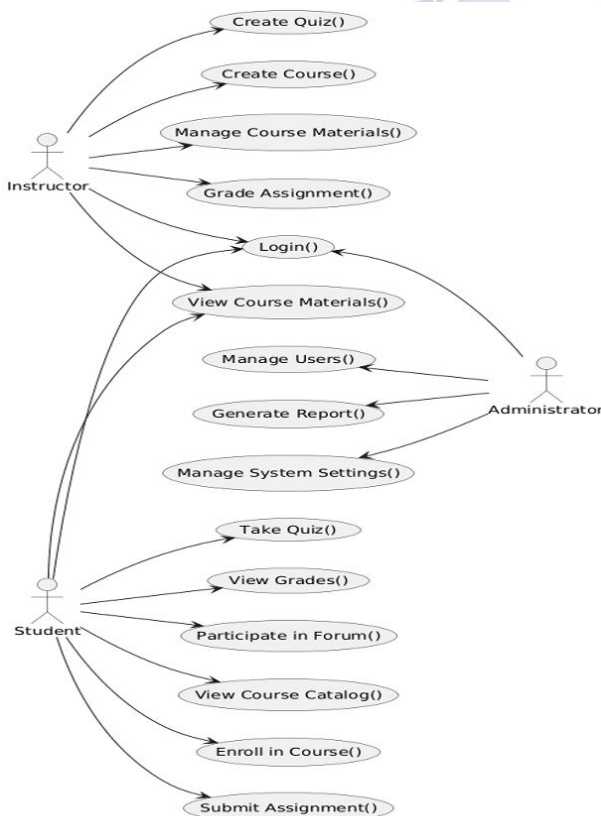 Create Quiz()
Create Course()
Manage Course Materials()
Grade Assignment()
Instructor
Login()
View Course Materials()
Manage Users()
Generate Report()
Administrator
Manage System Settings()
Take Quiz()
View Grades()
Student
Participate in Forum()
View Course Catalog()
Enroll in Course()
Submit Assignment()